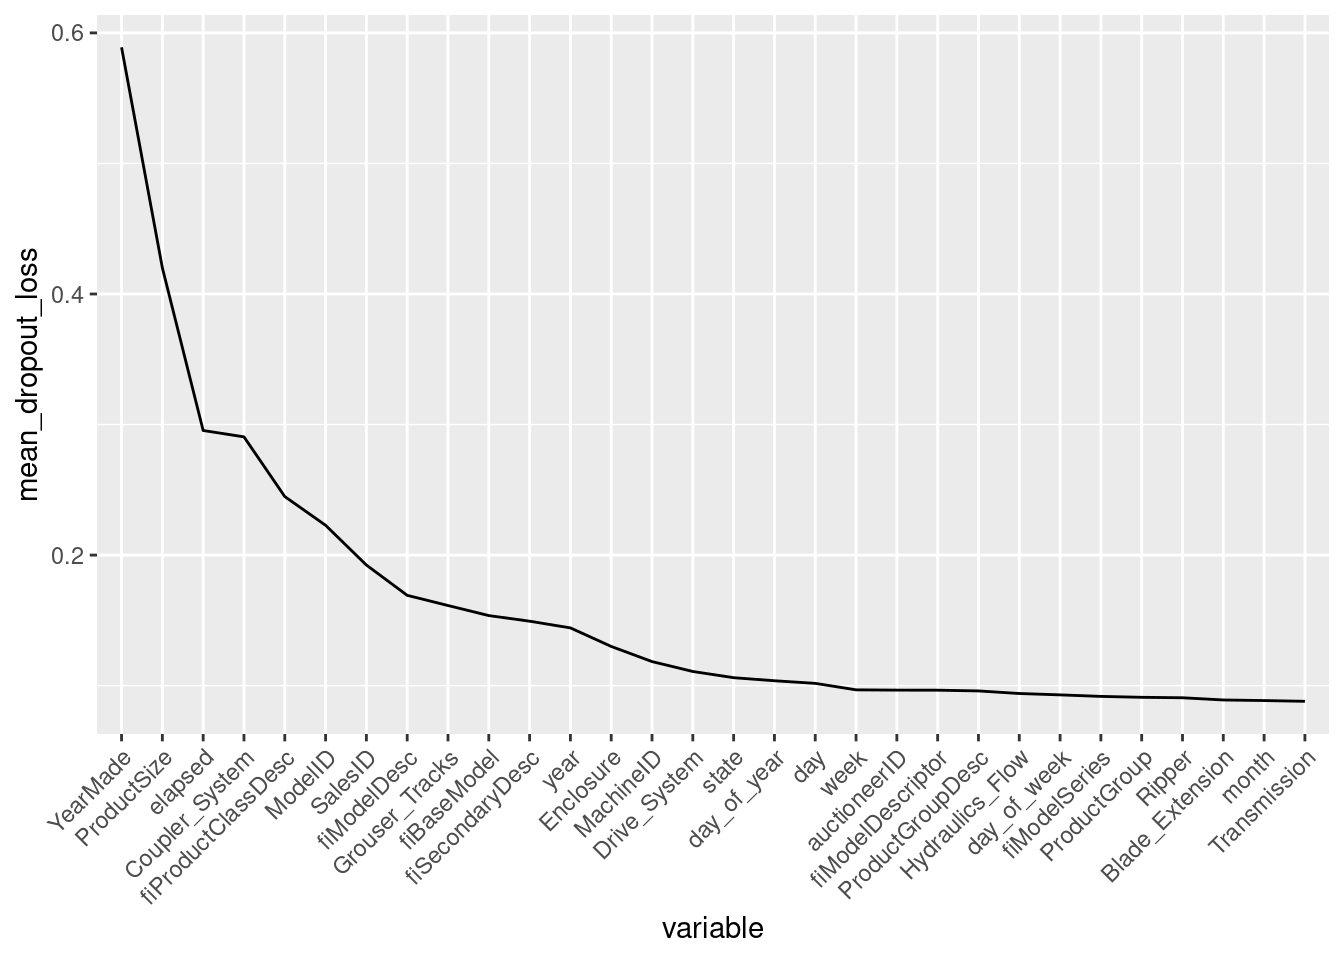 mean_dropout_loss
0.6
0.4
0.2
YearMade
ProductSize
elapsed
Coupler_System
fiProductClassDesc
ModelID
SalesID
fiModelDesc
Grouser_Tracks
fiBaseModel
fiSecondaryDesc
year
Enclosure
MachineID
Drive_System
state
day_of_year
day
week
auctioneerID
fiModelDescriptor
ProductGroupDesc
Hydraulics_Flow
day_of_week
fiModelSeries
ProductGroup
Ripper
Blade_Extension
month
Transmission
variable